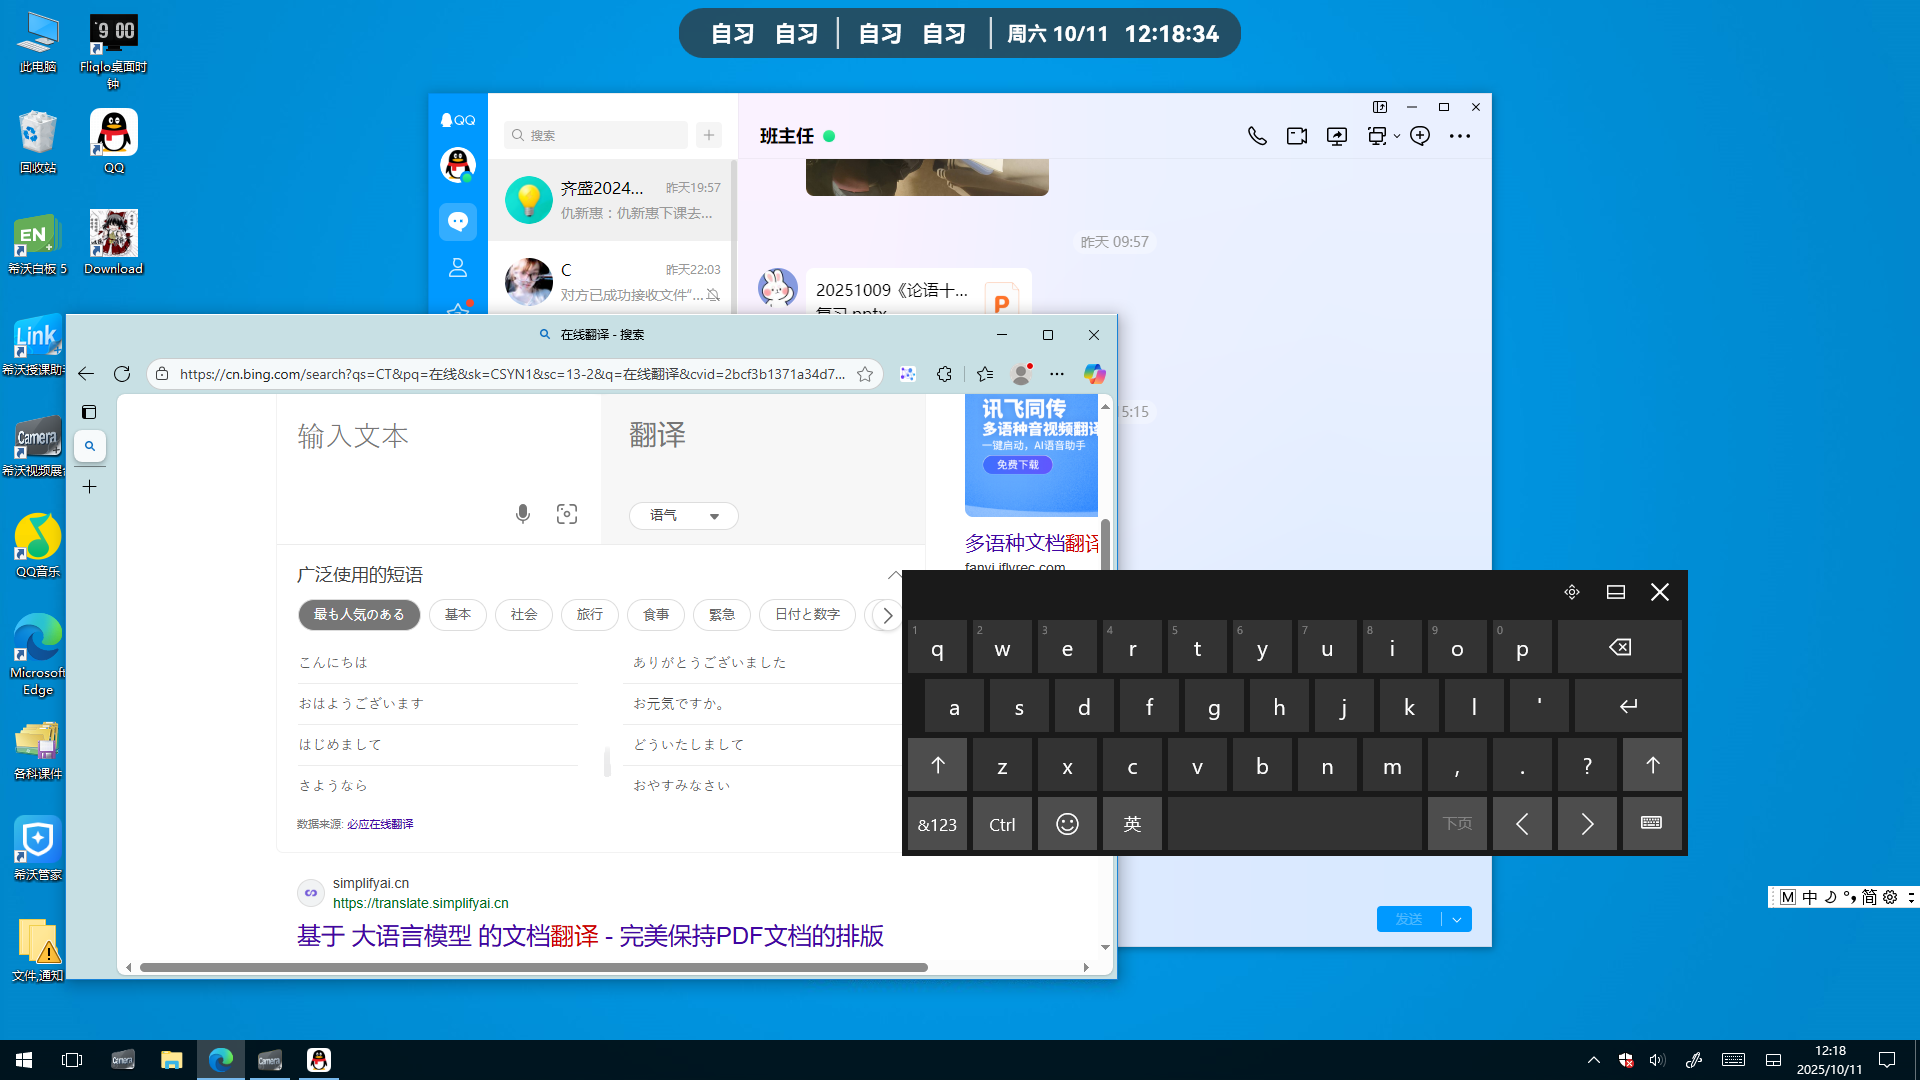 自习 自习 自习 自习 周六 10/11 12:18:34
此电脑
Fliqlo桌面时
钟
回收站
QQ
希沃白板 5
Download
希沃授课助
希沃视频展台
QQ音乐
Microsoft
Edge
各科课件
希沃管家
文件,通知
QQ
搜索
齐盛2024... 昨天19:57
仇新惠：仇新惠下课去...
C 昨天22:03
对方已成功接收文件“...
班主任
昨天 09:57
20251009《论语十...
复习.pptx
5:15
发送
在线翻译 - 搜索
https://cn.bing.com/search?qs=CT&pq=在线&sk=CSYN1&sc=13-2&q=在线翻译&cvid=2bcf3b1371a34d7...
输入文本
翻译
语气
讯飞同传
多语种音视频翻译
一键启动，AI语音助手
免费下载
多语种文档翻译
fanyi.iflyrec.com
广泛使用的短语
最も人気のある 基本 社会 旅行 食事 緊急 日付と数字
こんにちは ありがとうございました
おはようございます お元気ですか。
はじめまして どういたしまして
さようなら おやすみなさい
数据来源: 必应在线翻译
simplifyai.cn
https://translate.simplifyai.cn
基于 大语言模型 的文档翻译 - 完美保持PDF文档的排版
1 2 3 4 5 6 7 8 9 0
q w e r t y u i o p
a s d f g h j k l '
z x c v b n m , . ?
&123 Ctrl 英 下页
M 中 简
12:18
2025/10/11